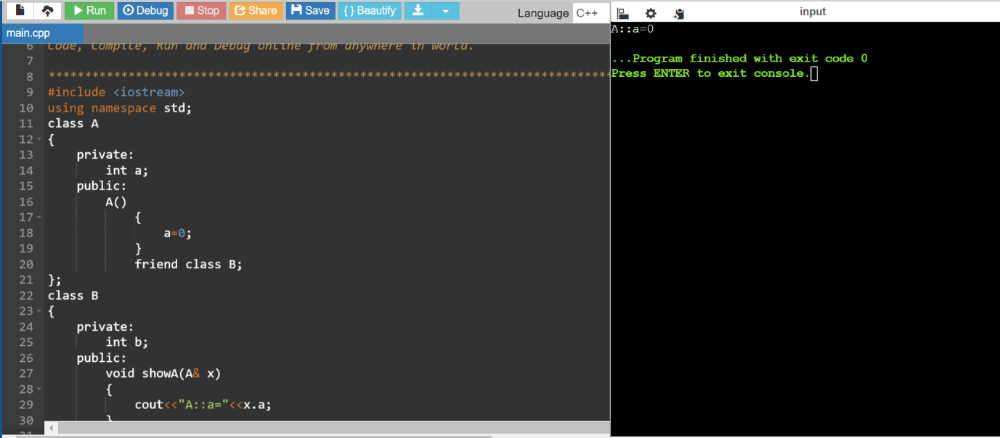 Run Debug Stop Share Save { } Beautify
Language C++
main.cpp
6 Code, Compile, Run and Debug online from anywhere in world.
7
8 *******************************************************************************
9 #include <iostream>
10 using namespace std;
11 class A
12 {
13 private:
14 int a;
15 public:
16 A()
17 {
18 a=0;
19 }
20 friend class B;
21 };
22 class B
23 {
24 private:
25 int b;
26 public:
27 void showA(A& x)
28 {
29 cout<<"A::a="<<x.a;
30 }
31
input
A::a=0
...Program finished with exit code 0
Press ENTER to exit console.